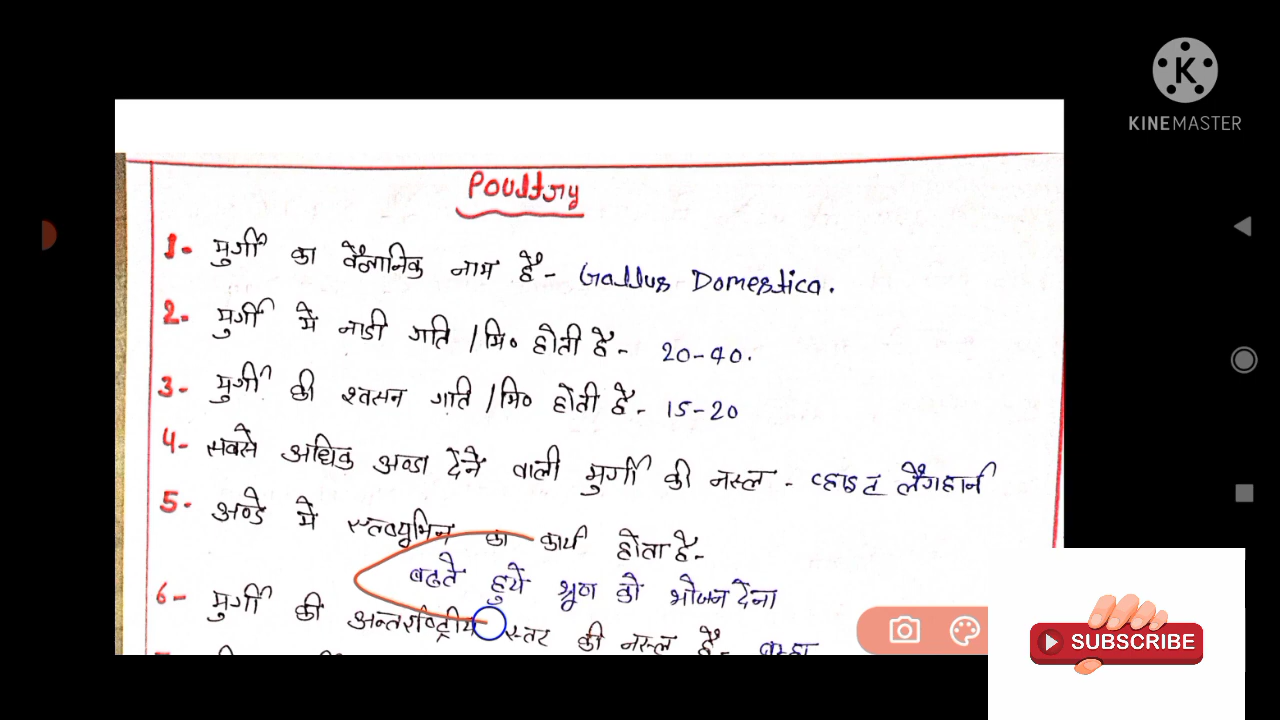 K
KINEMASTER
Poultry
1- मुर्गी का वैज्ञानिक नाम है- Gallus Domestica.
2- मुर्गी में नाडी गति /मि० होती है- 20-40.
3- मुर्गी की श्वसन गति /मि० होती है- 15-20
4- सबसे अधिक अण्डा देनें वाली मुर्गी की नस्ल - व्हाइट लैगहार्न
5- अण्डे में एल्ब्यूमिन का कार्य होता है-
बढते हुयें भ्रूण को भोजन देना
6- मुर्गी की अन्तर्राष्ट्रीय स्तर की नस्ल है-
SUBSCRIBE